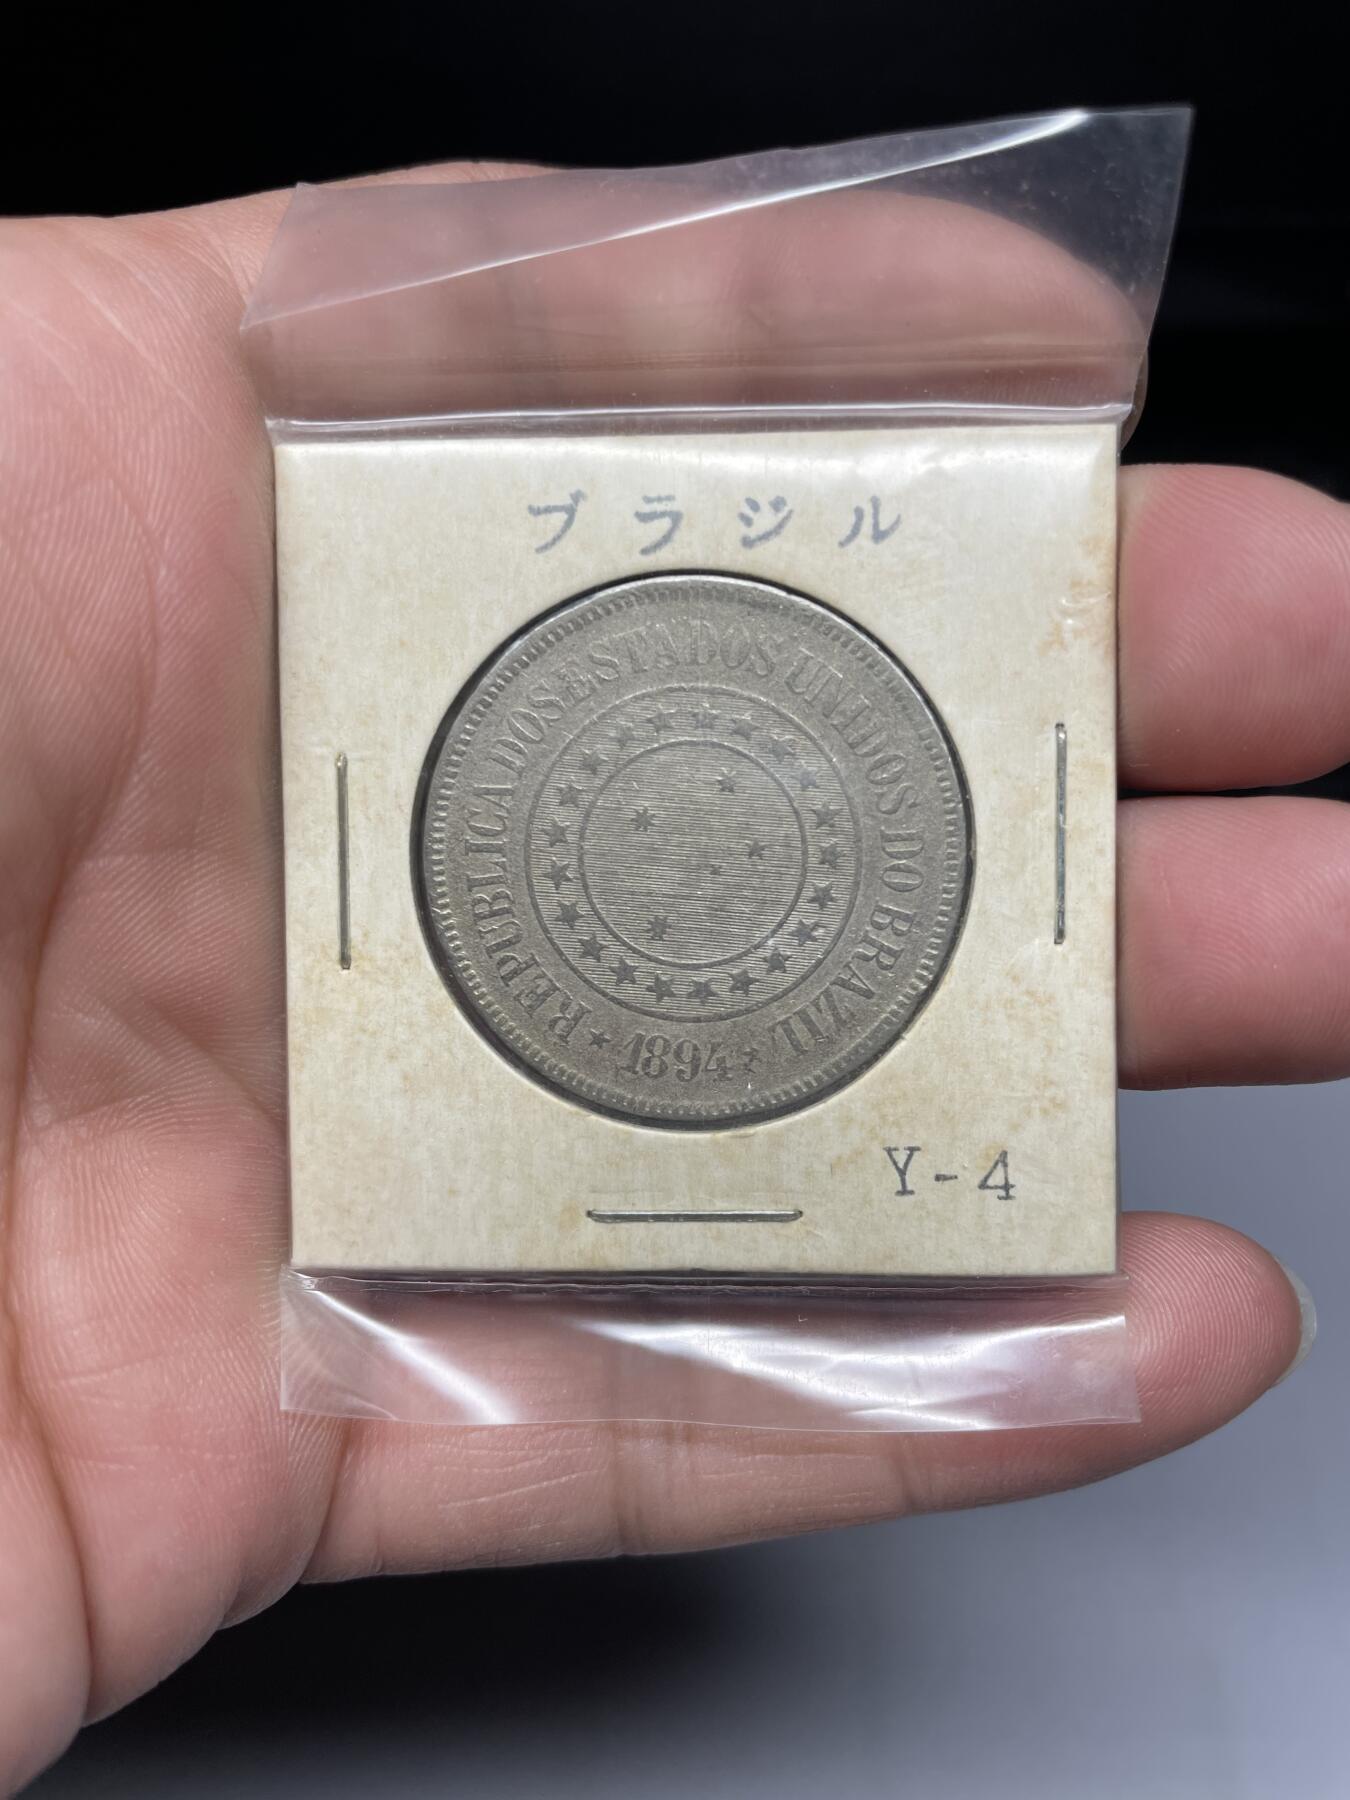 ブラジル
REPUBLICA DOS ESTADOS UNIDOS DO BRAZIL
★ 1894 ★
Y-4